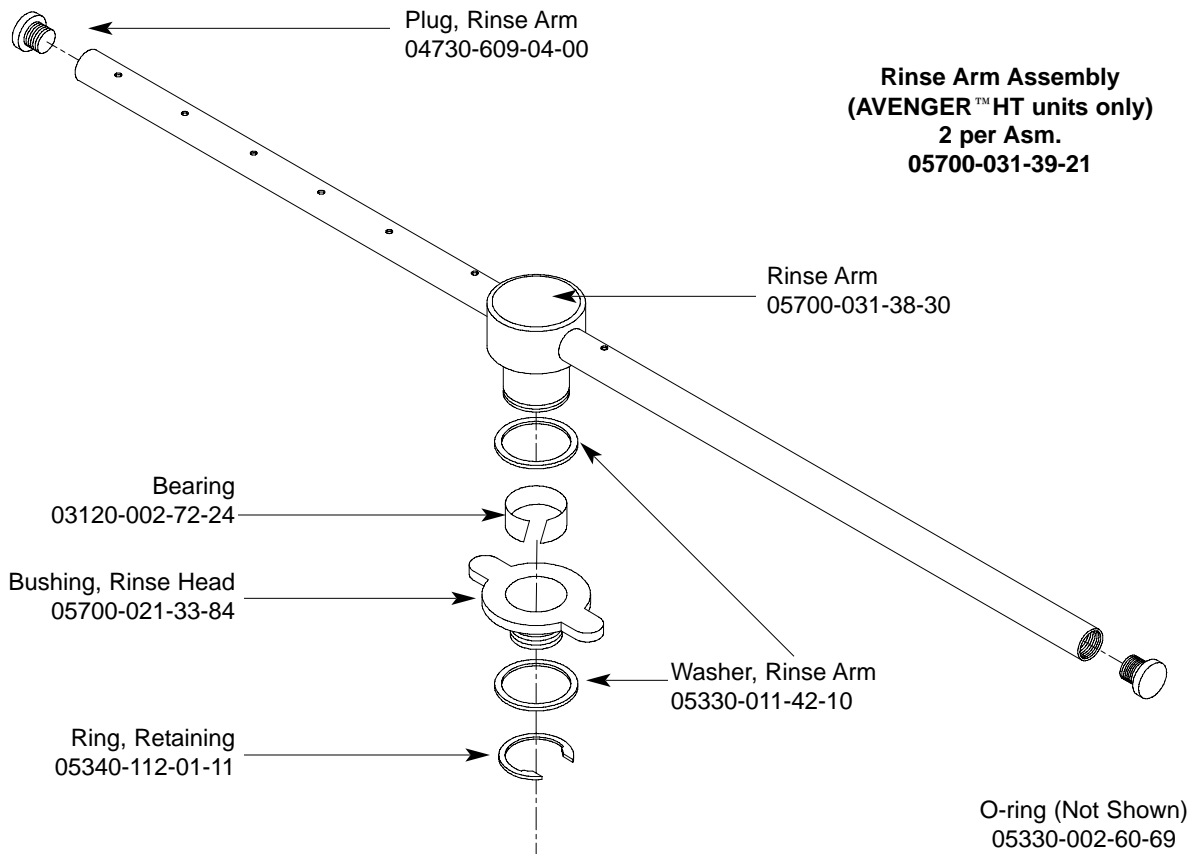 Plug, Rinse Arm
04730-609-04-00
Rinse Arm Assembly
(AVENGER™HT units only)
2 per Asm.
05700-031-39-21
Rinse Arm
05700-031-38-30
Bearing
03120-002-72-24
Bushing, Rinse Head
05700-021-33-84
Washer, Rinse Arm
05330-011-42-10
Ring, Retaining
05340-112-01-11
O-ring (Not Shown)
05330-002-60-69